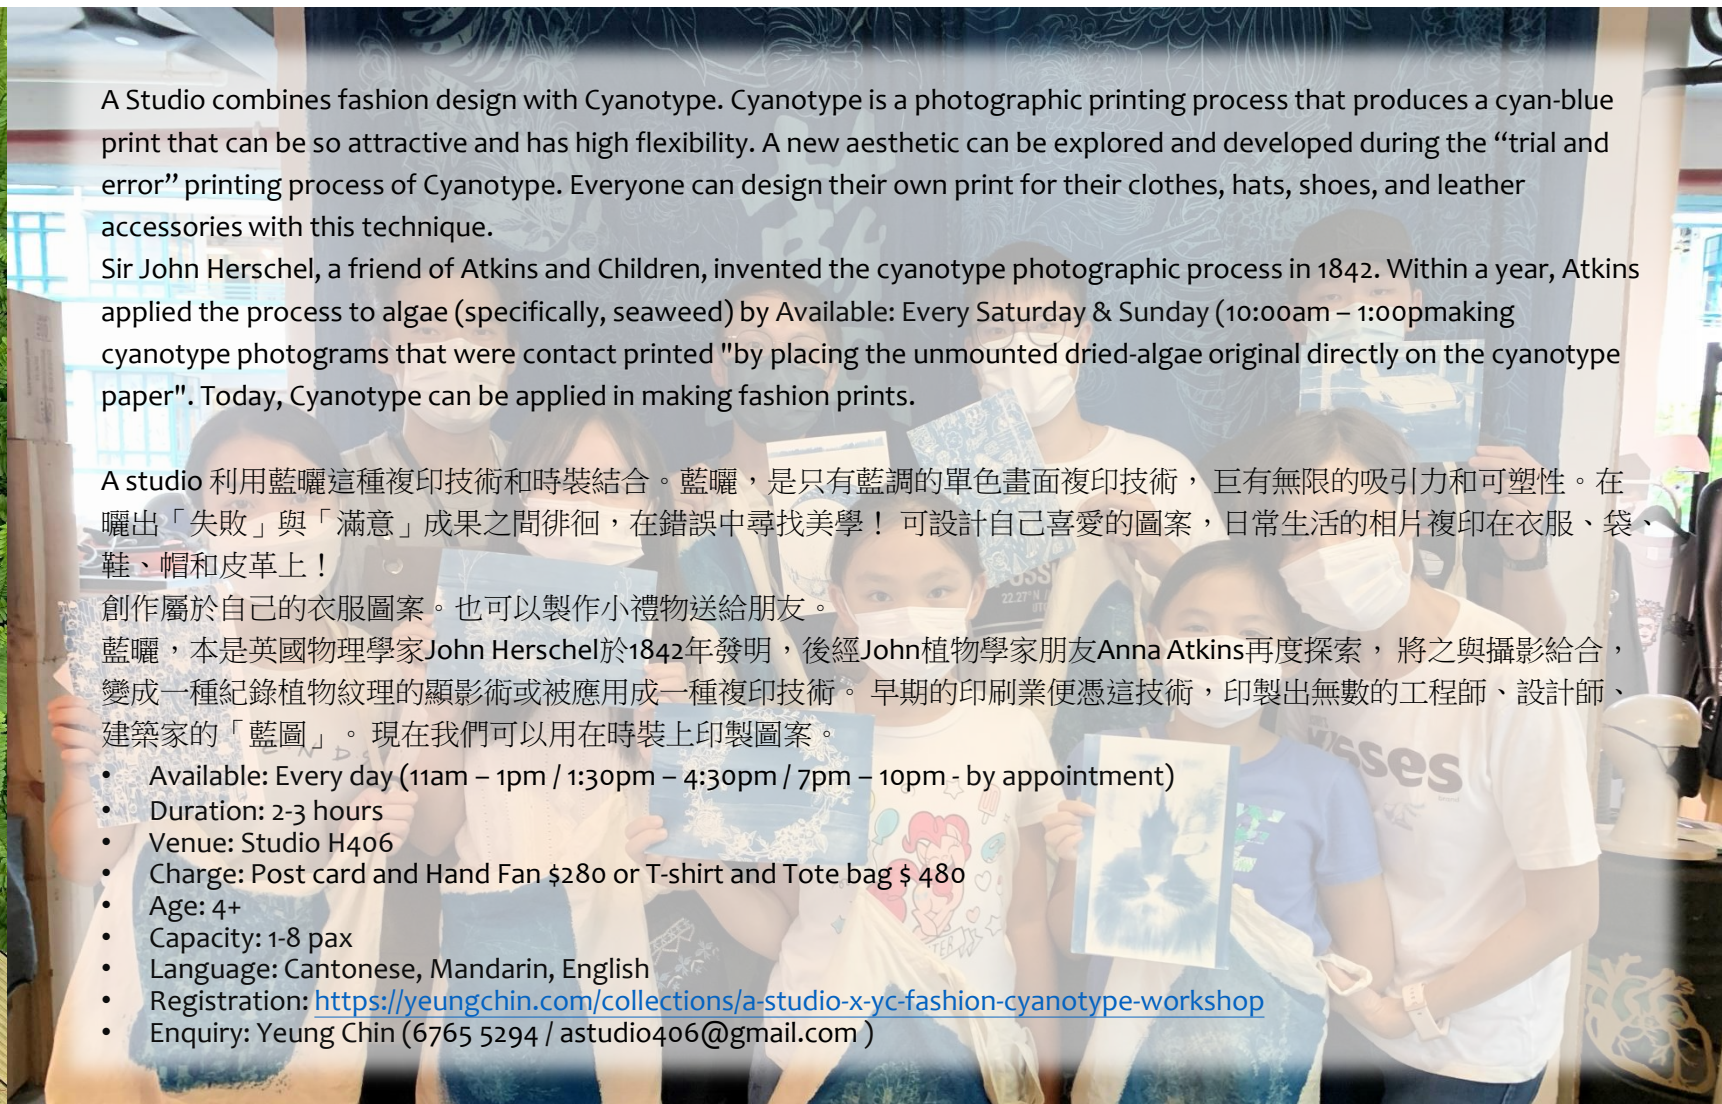 A Studio combines fashion design with Cyanotype. Cyanotype is a photographic printing process that produces a cyan-blue
print that can be so attractive and has high flexibility. A new aesthetic can be explored and developed during the “trial and
error” printing process of Cyanotype. Everyone can design their own print for their clothes, hats, shoes, and leather
accessories with this technique.
Sir John Herschel, a friend of Atkins and Children, invented the cyanotype photographic process in 1842. Within a year, Atkins
applied the process to algae (specifically, seaweed) by Available: Every Saturday & Sunday (10:00am – 1:00pmaking
cyanotype photograms that were contact printed "by placing the unmounted dried-algae original directly on the cyanotype
paper". Today, Cyanotype can be applied in making fashion prints.
A studio 利用藍曬這種複印技術和時裝結合。藍曬，是只有藍調的單色畫面複印技術， 巨有無限的吸引力和可塑性。在
曬出「失敗」與「滿意」成果之間徘徊，在錯誤中尋找美學！ 可設計自己喜愛的圖案，日常生活的相片複印在衣服、袋、
鞋、帽和皮革上！
創作屬於自己的衣服圖案。也可以製作小禮物送給朋友。
藍曬，本是英國物理學家John Herschel於1842年發明，後經John植物學家朋友Anna Atkins再度探索， 將之與攝影給合，
變成一種紀錄植物紋理的顯影術或被應用成一種複印技術。 早期的印刷業便憑這技術，印製出無數的工程師、設計師、
建築家的「藍圖」。 現在我們可以用在時裝上印製圖案。
• Available: Every day (11am – 1pm / 1:30pm – 4:30pm / 7pm – 10pm - by appointment)
• Duration: 2-3 hours
• Venue: Studio H406
• Charge: Post card and Hand Fan $280 or T-shirt and Tote bag $ 480
• Age: 4+
• Capacity: 1-8 pax
• Language: Cantonese, Mandarin, English
• Registration: https://yeungchin.com/collections/a-studio-x-yc-fashion-cyanotype-workshop
• Enquiry: Yeung Chin (6765 5294 / astudio406@gmail.com )